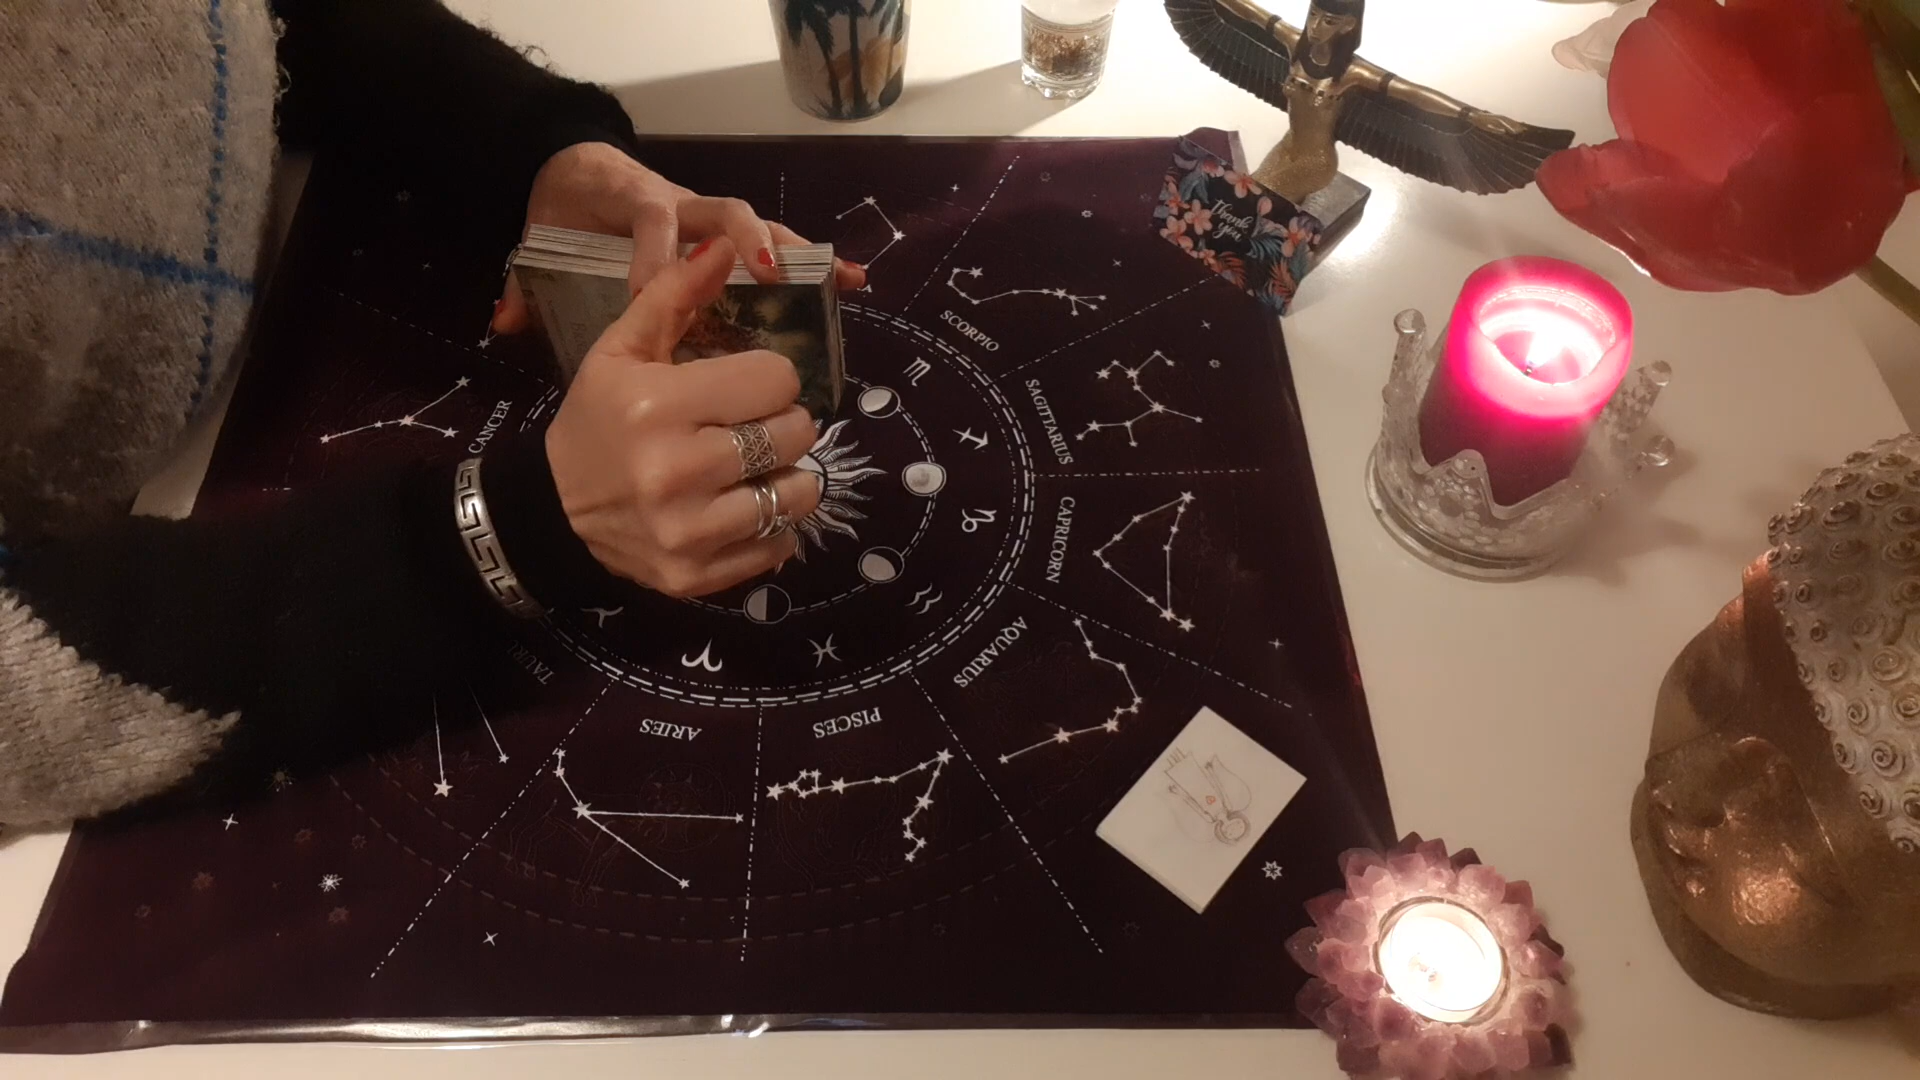 Thank
you
SCORPIO
SAGITTARIUS
CANCER
CAPRICORN
AQUARIUS
PISCES
ARIES